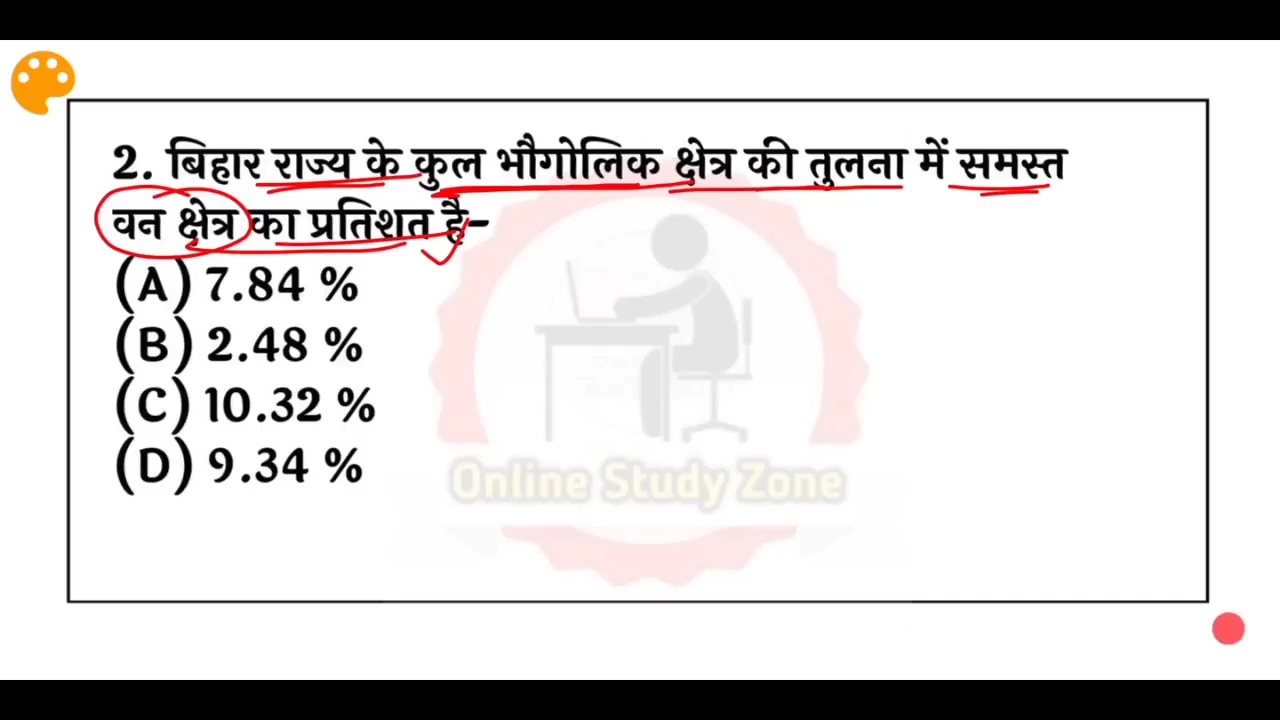 2. बिहार राज्य के कुल भौगोलिक क्षेत्र की तुलना में समस्त
वन क्षेत्र का प्रतिशत है-
(A) 7.84 %
(B) 2.48 %
(C) 10.32 %
(D) 9.34 %
Online Study Zone